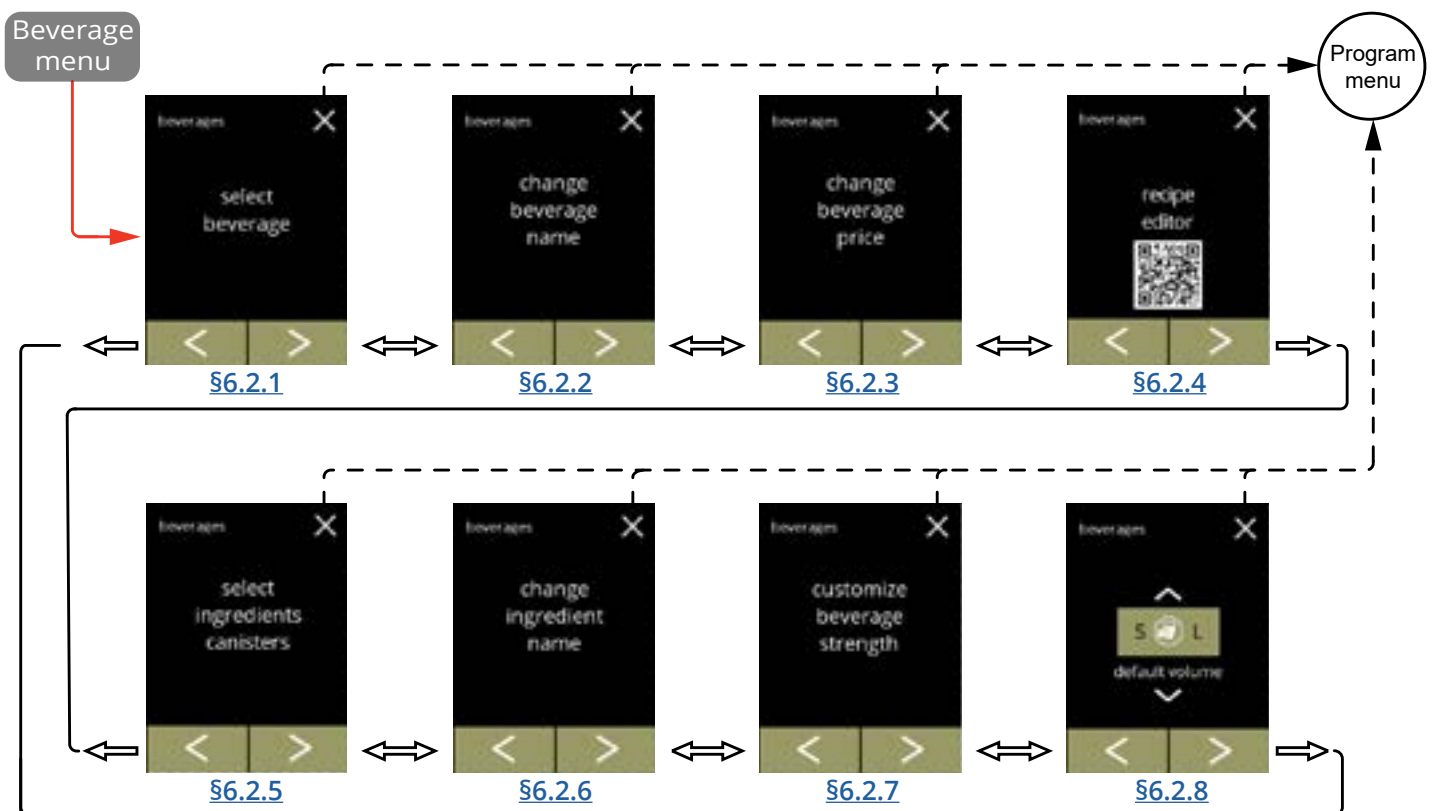 Beverage
menu
Program
menu
beverages
select
beverage
§6.2.1
beverages
change
beverage
name
§6.2.2
beverages
change
beverage
price
§6.2.3
beverages
recipe
editor
§6.2.4
beverages
select
ingredients
canisters
§6.2.5
beverages
change
ingredient
name
§6.2.6
beverages
customize
beverage
strength
§6.2.7
beverages
S L
default volume
§6.2.8